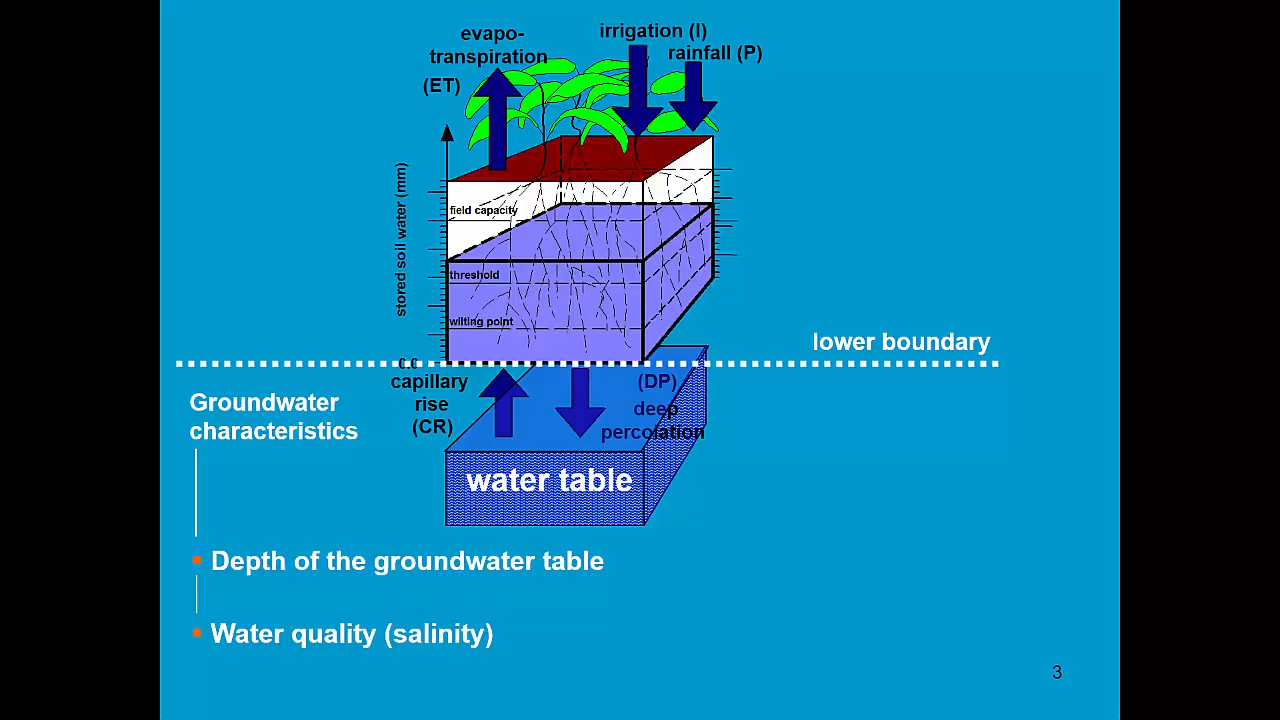 evapo-
transpiration
(ET)
irrigation (I)
rainfall (P)
stored soil water (mm)
field capacity
threshold
wilting point
0.0
lower boundary
capillary
rise
(CR)
(DP)
deep
percolation
Groundwater
characteristics
water table
Depth of the groundwater table
Water quality (salinity)
3